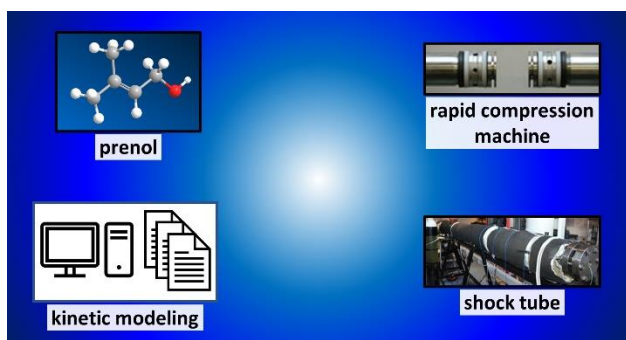 prenol
rapid compression
machine
kinetic modeling
shock tube